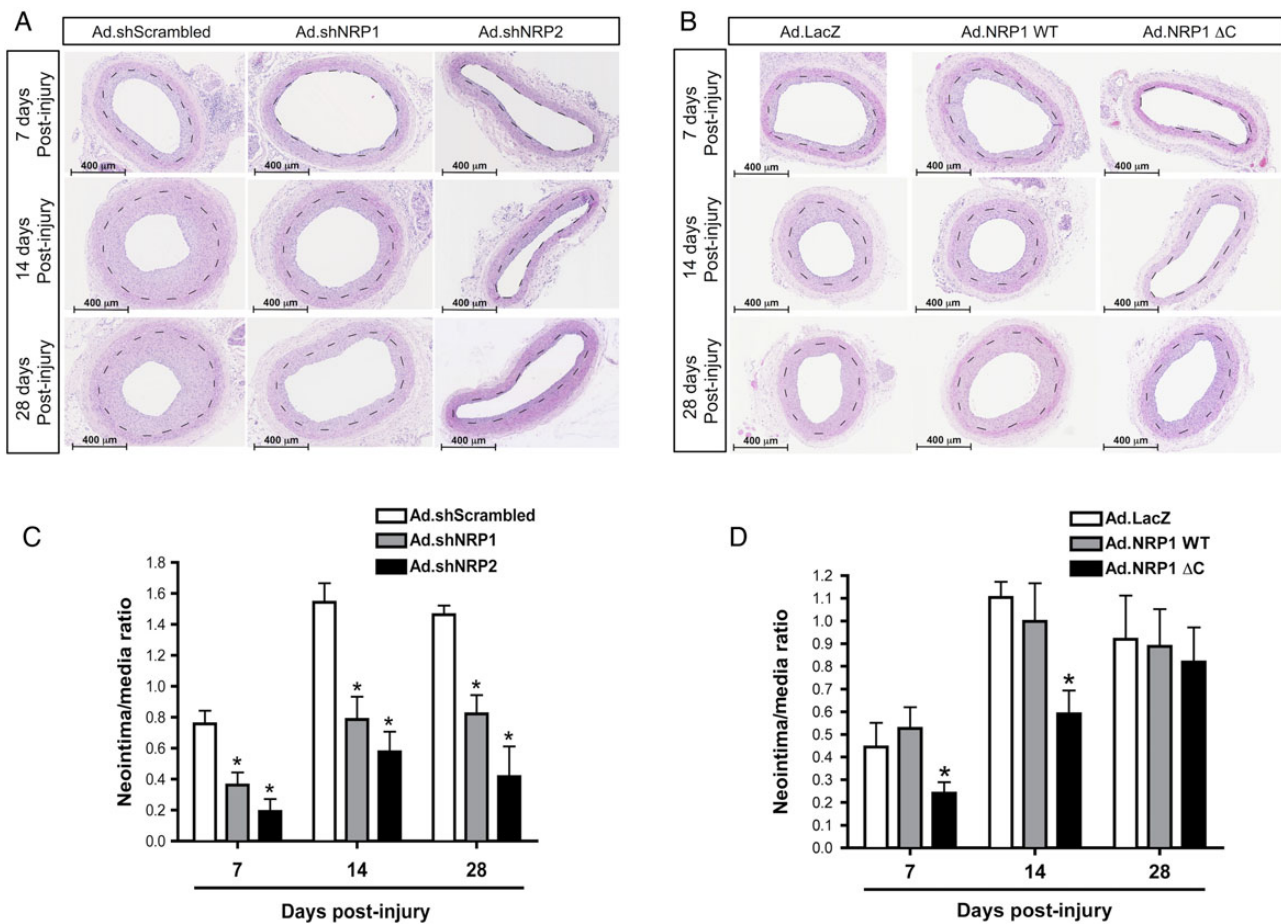 A
Ad.shScrambled Ad.shNRP1 Ad.shNRP2
7 days
Post-injury
400 µm 400 µm 400 µm
14 days
Post-injury
400 µm 400 µm 400 µm
28 days
Post-injury
400 µm 400 µm 400 µm
B
Ad.LacZ Ad.NRP1 WT Ad.NRP1 ΔC
7 days
Post-injury
400 µm 400 µm 400 µm
14 days
Post-injury
400 µm 400 µm 400 µm
28 days
Post-injury
400 µm 400 µm 400 µm
C
Ad.shScrambled
Ad.shNRP1
Ad.shNRP2
Neointima/media ratio
1.8
1.6
1.4
1.2
1.0
0.8
0.6
0.4
0.2
0.0
* * * * * *
7 14 28
Days post-injury
D
Ad.LacZ
Ad.NRP1 WT
Ad.NRP1 ΔC
Neointima/media ratio
1.2
1.1
1.0
0.9
0.8
0.7
0.6
0.5
0.4
0.3
0.2
0.1
0.0
* *
7 14 28
Days post-injury